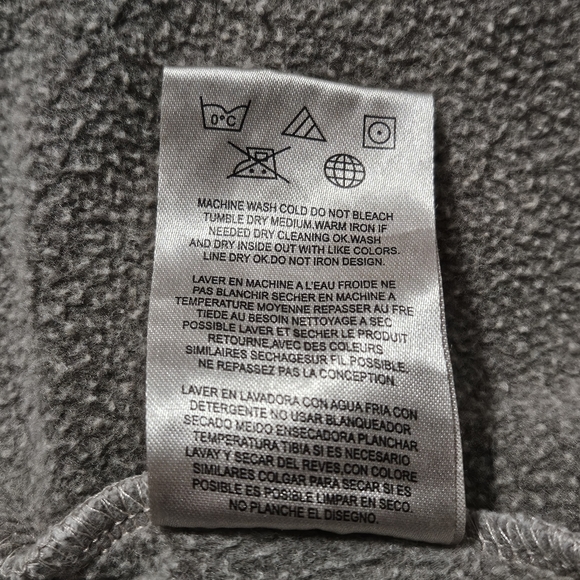 0°C
MACHINE WASH COLD DO NOT BLEACH
TUMBLE DRY MEDIUM.WARM IRON IF
NEEDED DRY CLEANING OK.WASH
AND DRY INSIDE OUT WITH LIKE COLORS.
LINE DRY OK.DO NOT IRON DESIGN.
LAVER EN MACHINE A L'EAU FROIDE NE
PAS BLANCHIR SECHER EN MACHINE A
TEMPERATURE MOYENNE REPASSER AU FRE
TIEDE AU BESOIN NETTOYAGE A SEC
POSSIBLE LAVER ET SECHER LE PRODUIT
RETOURNE,AVEC DES COULEURS
SIMILAIRES SECHAGESUR FIL POSSIBLE.
NE REPASSEZ PAS LA CONCEPTION
LAVER EN LAVADORA CON AGUA FRIA CON
DETERGENTE NO USAR BLANQUEADOR
SECADO MEIDO ENSECADORA PLANCHAR
TEMPERATURA TIBIA SI ES NECESARIO
LAVAY Y SECAR DEL REVES,CON COLORE
SIMILARES COLGAR PARA SECAR SI ES
POSIBLE ES POSIBLE LIMPAR EN SECO.
NO PLANCHE EL DISEGNO.